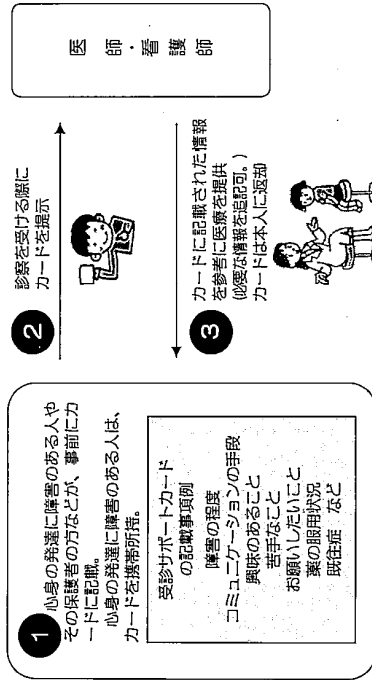 1 心身の発達に障害のある人や
その保護者の方などが、事前にカ
ードに記載。
心身の発達に障害のある人は、
カードを携帯所持。
受診サポートカード
の記載事項例
障害の程度
コミュニケーションの手段
興味のあること
苦手なこと
お願いしたいこと
薬の服用状況
既往症 など
2 診察を受ける際に
カードを提示
3 カードに記載された情報
を参考に医療を提供
(必要な情報を追記可。)
カードは本人に返却
医師・看護師